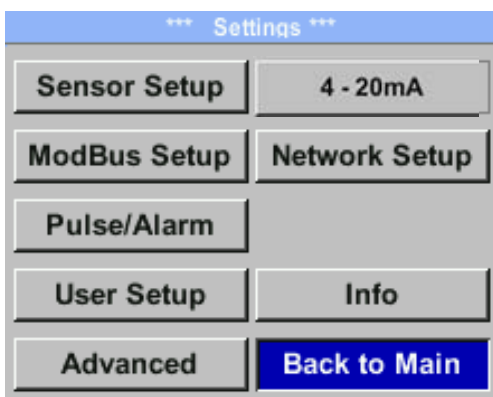 *** Settings ***
Sensor Setup
4 - 20mA
ModBus Setup
Network Setup
Pulse/Alarm
User Setup
Info
Advanced
Back to Main